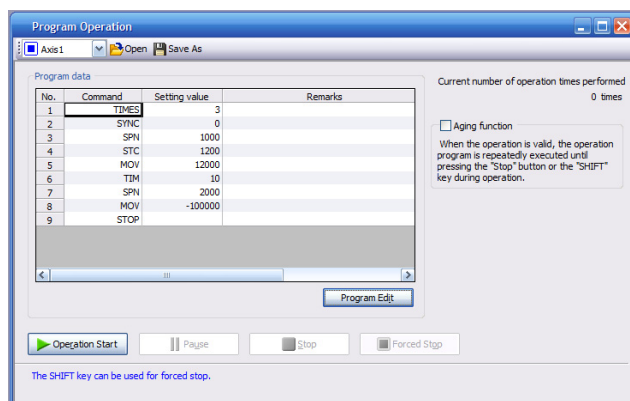 Program Operation
Axis1 Open Save As
Program data
No. Command Setting value Remarks
1 TIMES 3
2 SYNC 0
3 SPN 1000
4 STC 1200
5 MOV 12000
6 TIM 10
7 SPN 2000
8 MOV -100000
9 STOP
Program Edit
Current number of operation times performed
0 times
Aging function
When the operation is valid, the operation
program is repeatedly executed until
pressing the "Stop" button or the "SHIFT"
key during operation.
Operation Start Pause Stop Forced Stop
The SHIFT key can be used for forced stop.